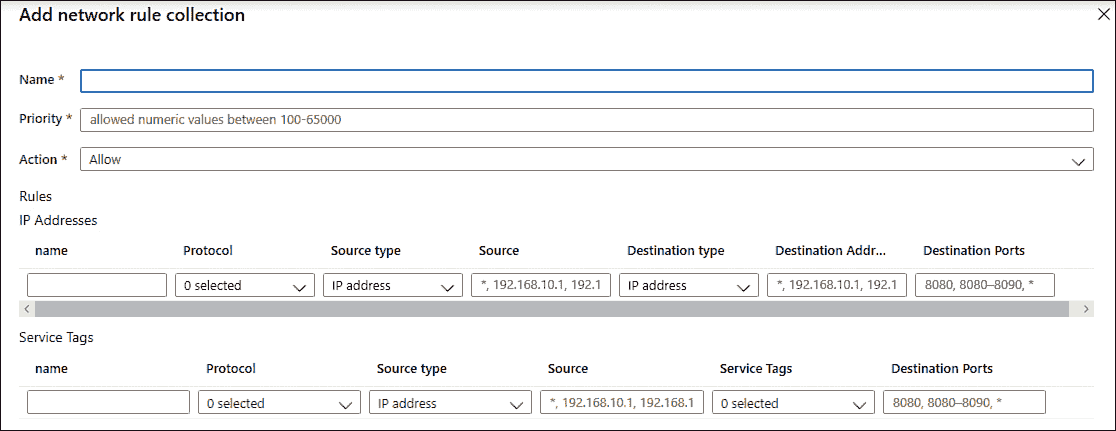 Add network rule collection
Name *
Priority * allowed numeric values between 100-65000
Action * Allow
Rules
IP Addresses
name Protocol Source type Source Destination type Destination Addr... Destination Ports
0 selected IP address *, 192.168.10.1, 192.1 IP address *, 192.168.10.1, 192.1 8080, 8080–8090, *
Service Tags
name Protocol Source type Source Service Tags Destination Ports
0 selected IP address *, 192.168.10.1, 192.168.1 0 selected 8080, 8080–8090, *